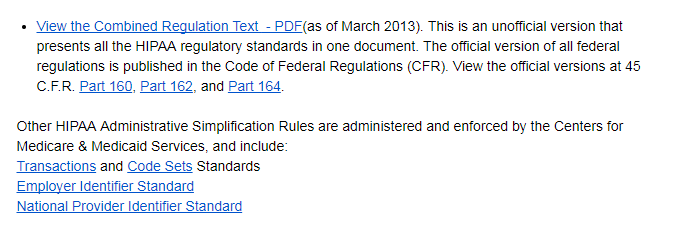 • View the Combined Regulation Text  - PDF(as of March 2013). This is an unofficial version that
presents all the HIPAA regulatory standards in one document. The official version of all federal
regulations is published in the Code of Federal Regulations (CFR). View the official versions at 45
C.F.R. Part 160, Part 162, and Part 164.
Other HIPAA Administrative Simplification Rules are administered and enforced by the Centers for
Medicare & Medicaid Services, and include:
Transactions and Code Sets Standards
Employer Identifier Standard
National Provider Identifier Standard